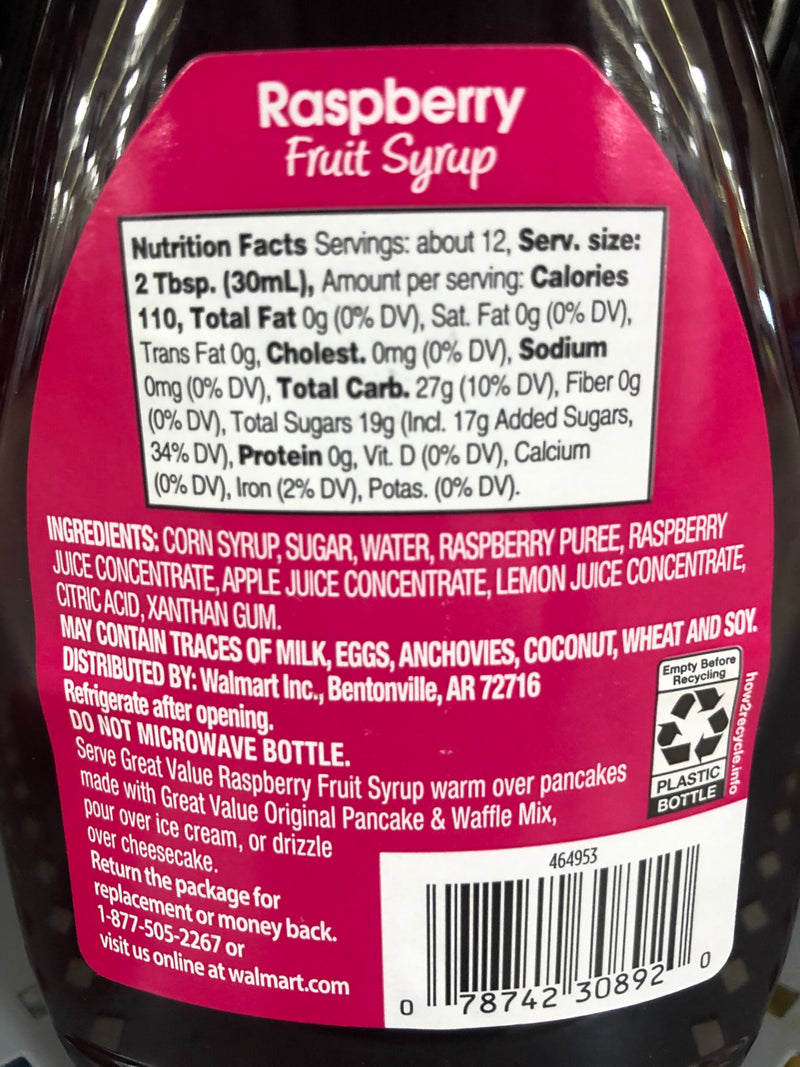 Raspberry
Fruit Syrup
Nutrition Facts Servings: about 12, Serv. size:
2 Tbsp. (30mL), Amount per serving: Calories
110, Total Fat 0g (0% DV), Sat. Fat 0g (0% DV),
Trans Fat 0g, Cholest. 0mg (0% DV), Sodium
0mg (0% DV), Total Carb. 27g (10% DV), Fiber 0g
(0% DV), Total Sugars 19g (Incl. 17g Added Sugars,
34% DV), Protein 0g, Vit. D (0% DV), Calcium
(0% DV), Iron (2% DV), Potas. (0% DV).
INGREDIENTS: CORN SYRUP, SUGAR, WATER, RASPBERRY PUREE, RASPBERRY
JUICE CONCENTRATE, APPLE JUICE CONCENTRATE, LEMON JUICE CONCENTRATE,
CITRIC ACID, XANTHAN GUM.
MAY CONTAIN TRACES OF MILK, EGGS, ANCHOVIES, COCONUT, WHEAT AND SOY.
DISTRIBUTED BY: Walmart Inc., Bentonville, AR 72716
Refrigerate after opening.
DO NOT MICROWAVE BOTTLE.
Serve Great Value Raspberry Fruit Syrup warm over pancakes
made with Great Value Original Pancake & Waffle Mix,
pour over ice cream, or drizzle
over cheesecake.
Return the package for
replacement or money back.
1-877-505-2267 or
visit us online at walmart.com
Empty Before
Recycling
PLASTIC
BOTTLE
how2recycle.info
464953
0 78742 30892 0